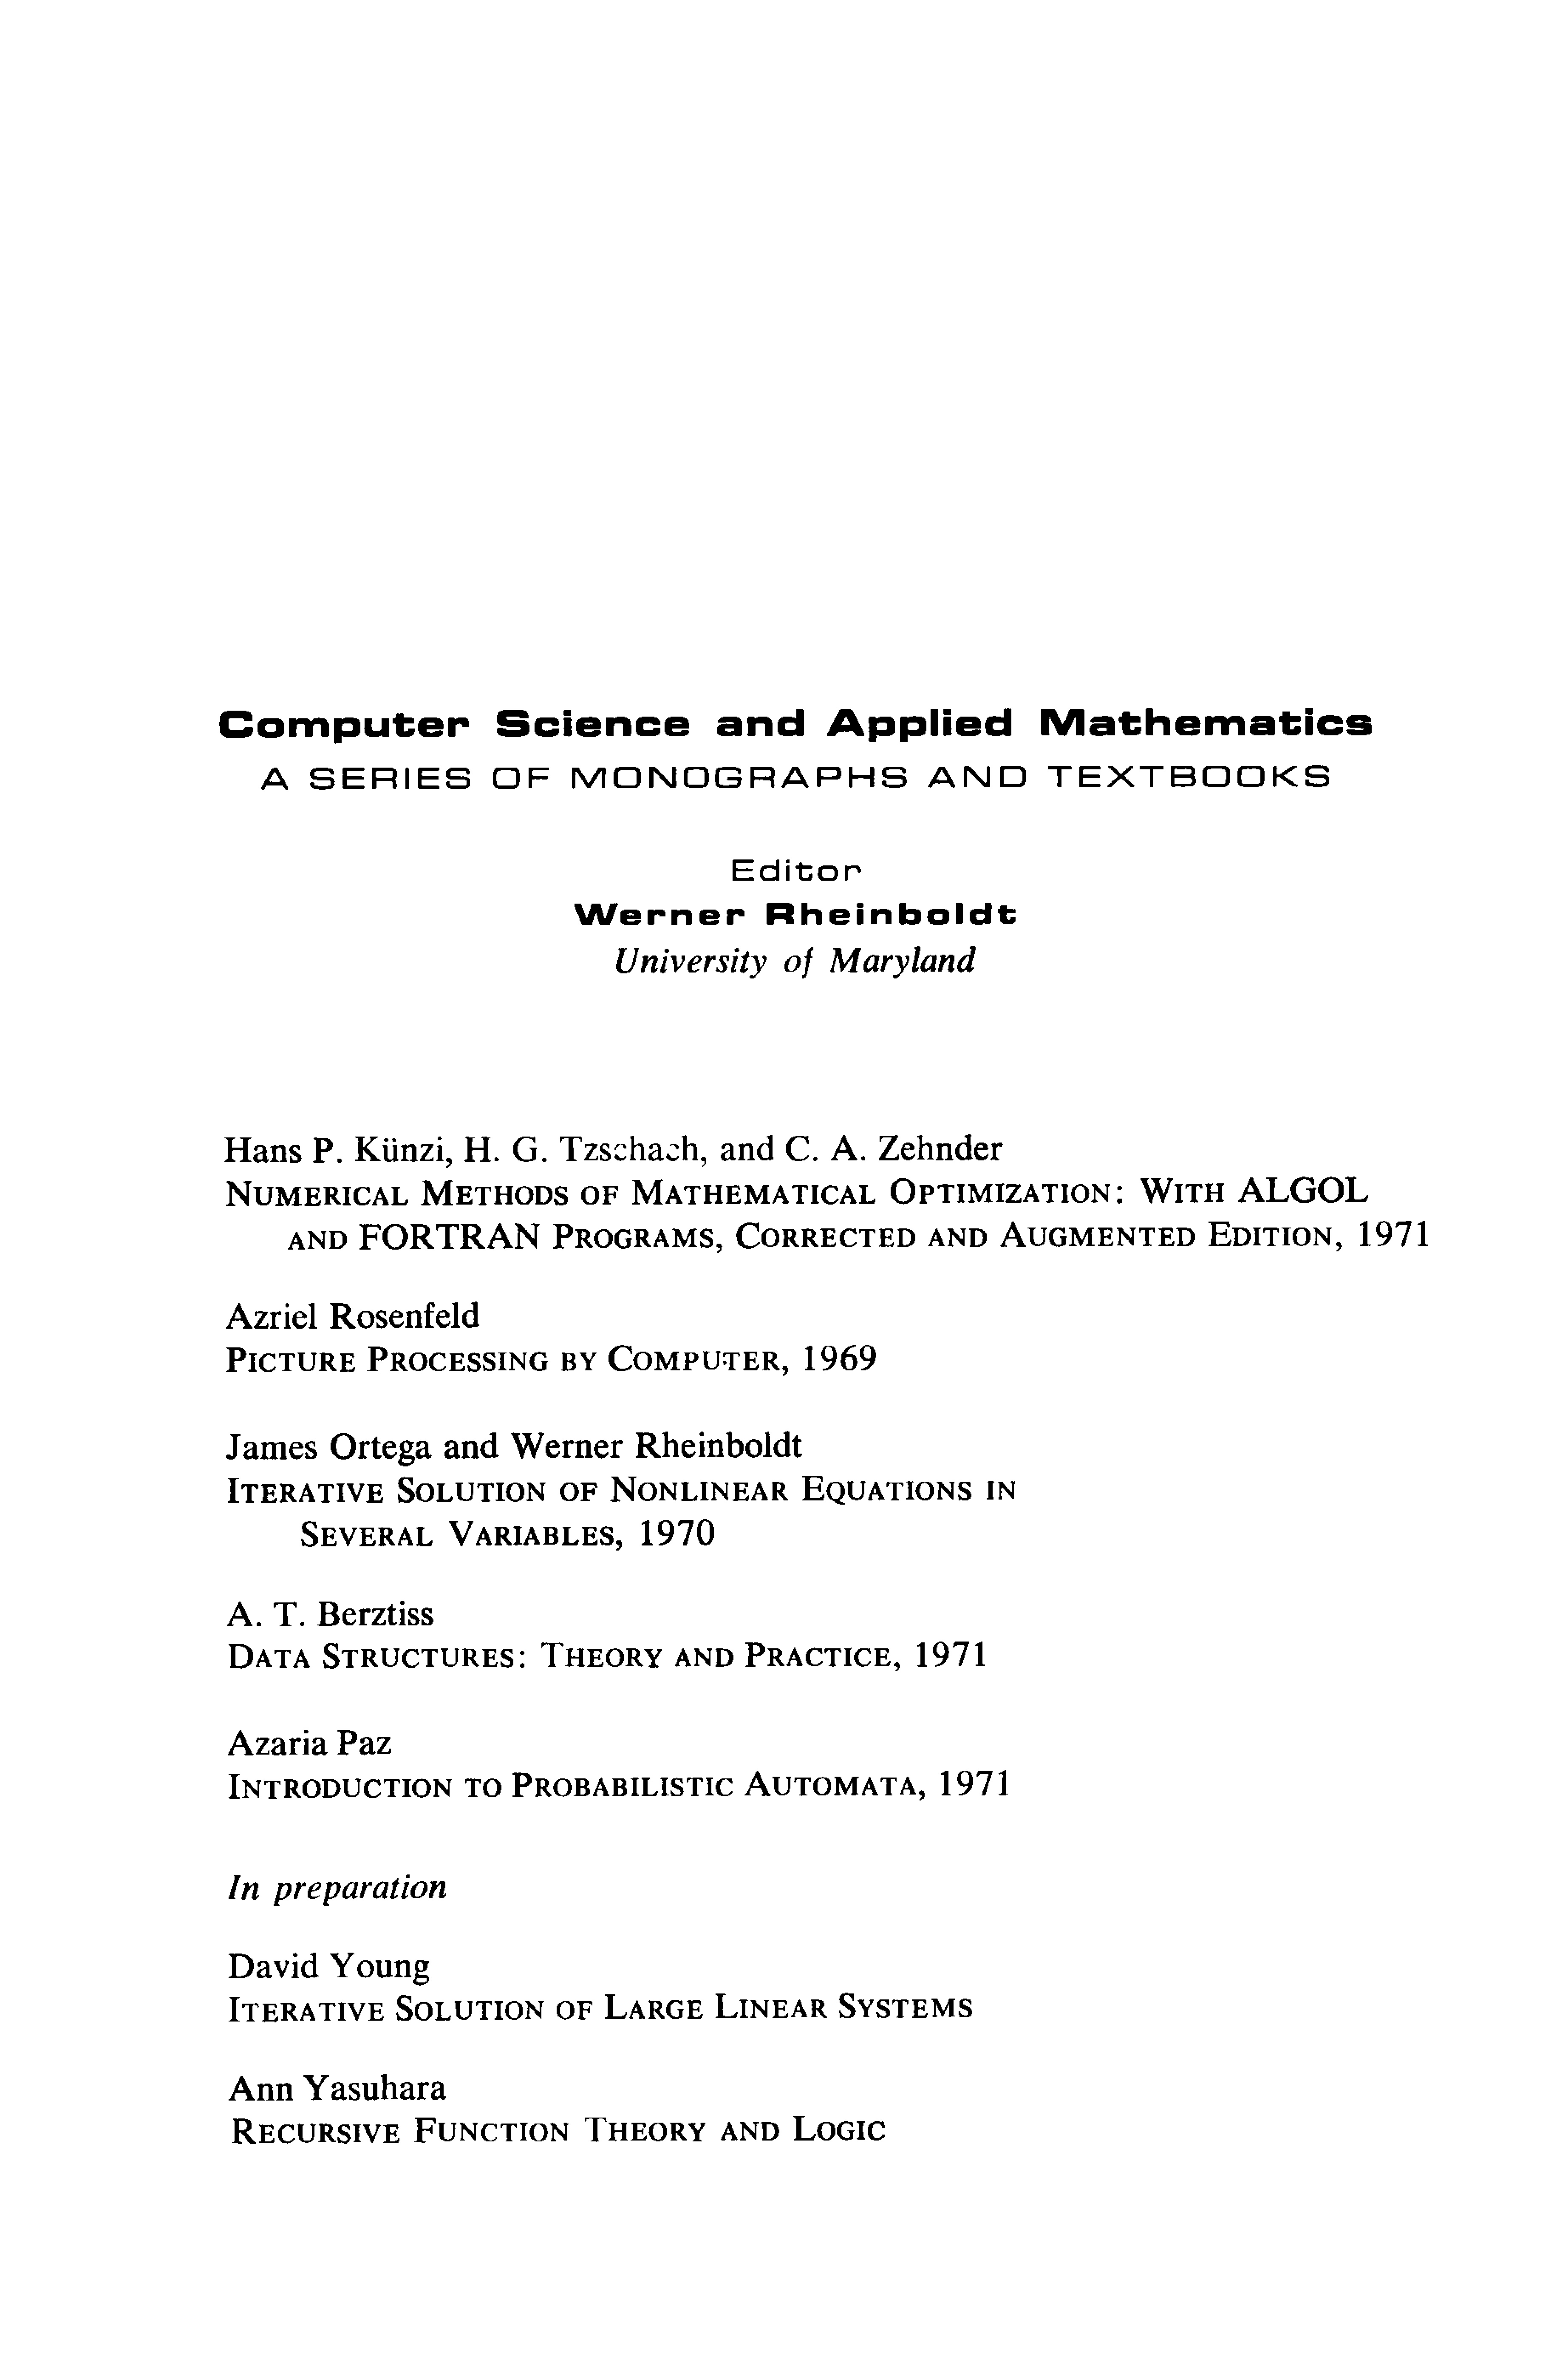 Computer Science and Applied Mathematics
A SERIES OF MONOGRAPHS AND TEXTBOOKS
Editor
Werner Rheinboldt
University of Maryland
Hans P. Künzi, H. G. Tzschach, and C. A. Zehnder
NUMERICAL METHODS OF MATHEMATICAL OPTIMIZATION: WITH ALGOL
AND FORTRAN PROGRAMS, CORRECTED AND AUGMENTED EDITION, 1971
Azriel Rosenfeld
PICTURE PROCESSING BY COMPUTER, 1969
James Ortega and Werner Rheinboldt
ITERATIVE SOLUTION OF NONLINEAR EQUATIONS IN
SEVERAL VARIABLES, 1970
A. T. Berztiss
DATA STRUCTURES: THEORY AND PRACTICE, 1971
Azaria Paz
INTRODUCTION TO PROBABILISTIC AUTOMATA, 1971
In preparation
David Young
ITERATIVE SOLUTION OF LARGE LINEAR SYSTEMS
Ann Yasuhara
RECURSIVE FUNCTION THEORY AND LOGIC